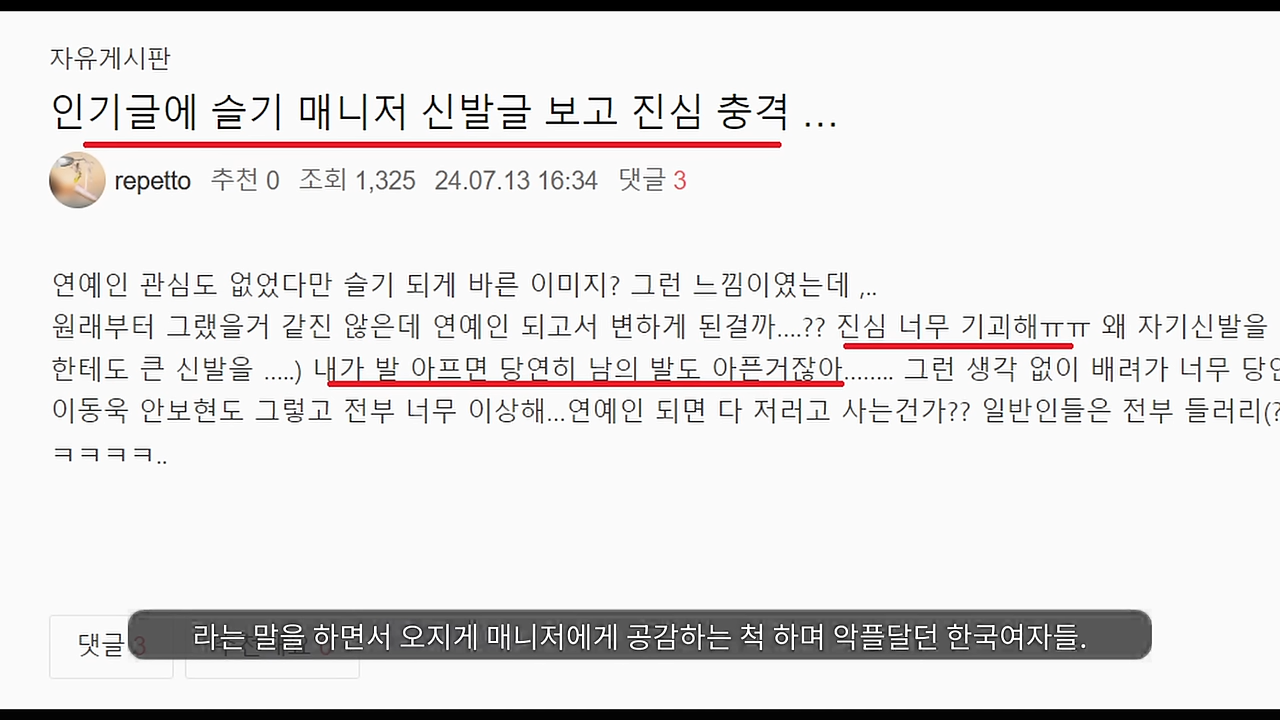 자유게시판
인기글에 슬기 매니저 신발글 보고 진심 충격 ...
repetto 추천 0 조회 1,325 24.07.13 16:34 댓글 3
연예인 관심도 없었다만 슬기 되게 바른 이미지? 그런 느낌이였는데 ,..
원래부터 그랬을거 같진 않은데 연예인 되고서 변하게 된걸까....?? 진심 너무 기괴해ㅠㅠ 왜 자기신발을
한테도 큰 신발을 .....) 내가 발 아프면 당연히 남의 발도 아픈거잖아........ 그런 생각 없이 배려가 너무
이동욱 안보현도 그렇고 전부 너무 이상해...연예인 되면 다 저러고 사는건가?? 일반인들은 전부 들러리(?
ㅋㅋㅋㅋ..
댓글 3
라는 말을 하면서 오지게 매니저에게 공감하는 척 하며 악플달던 한국여자들.